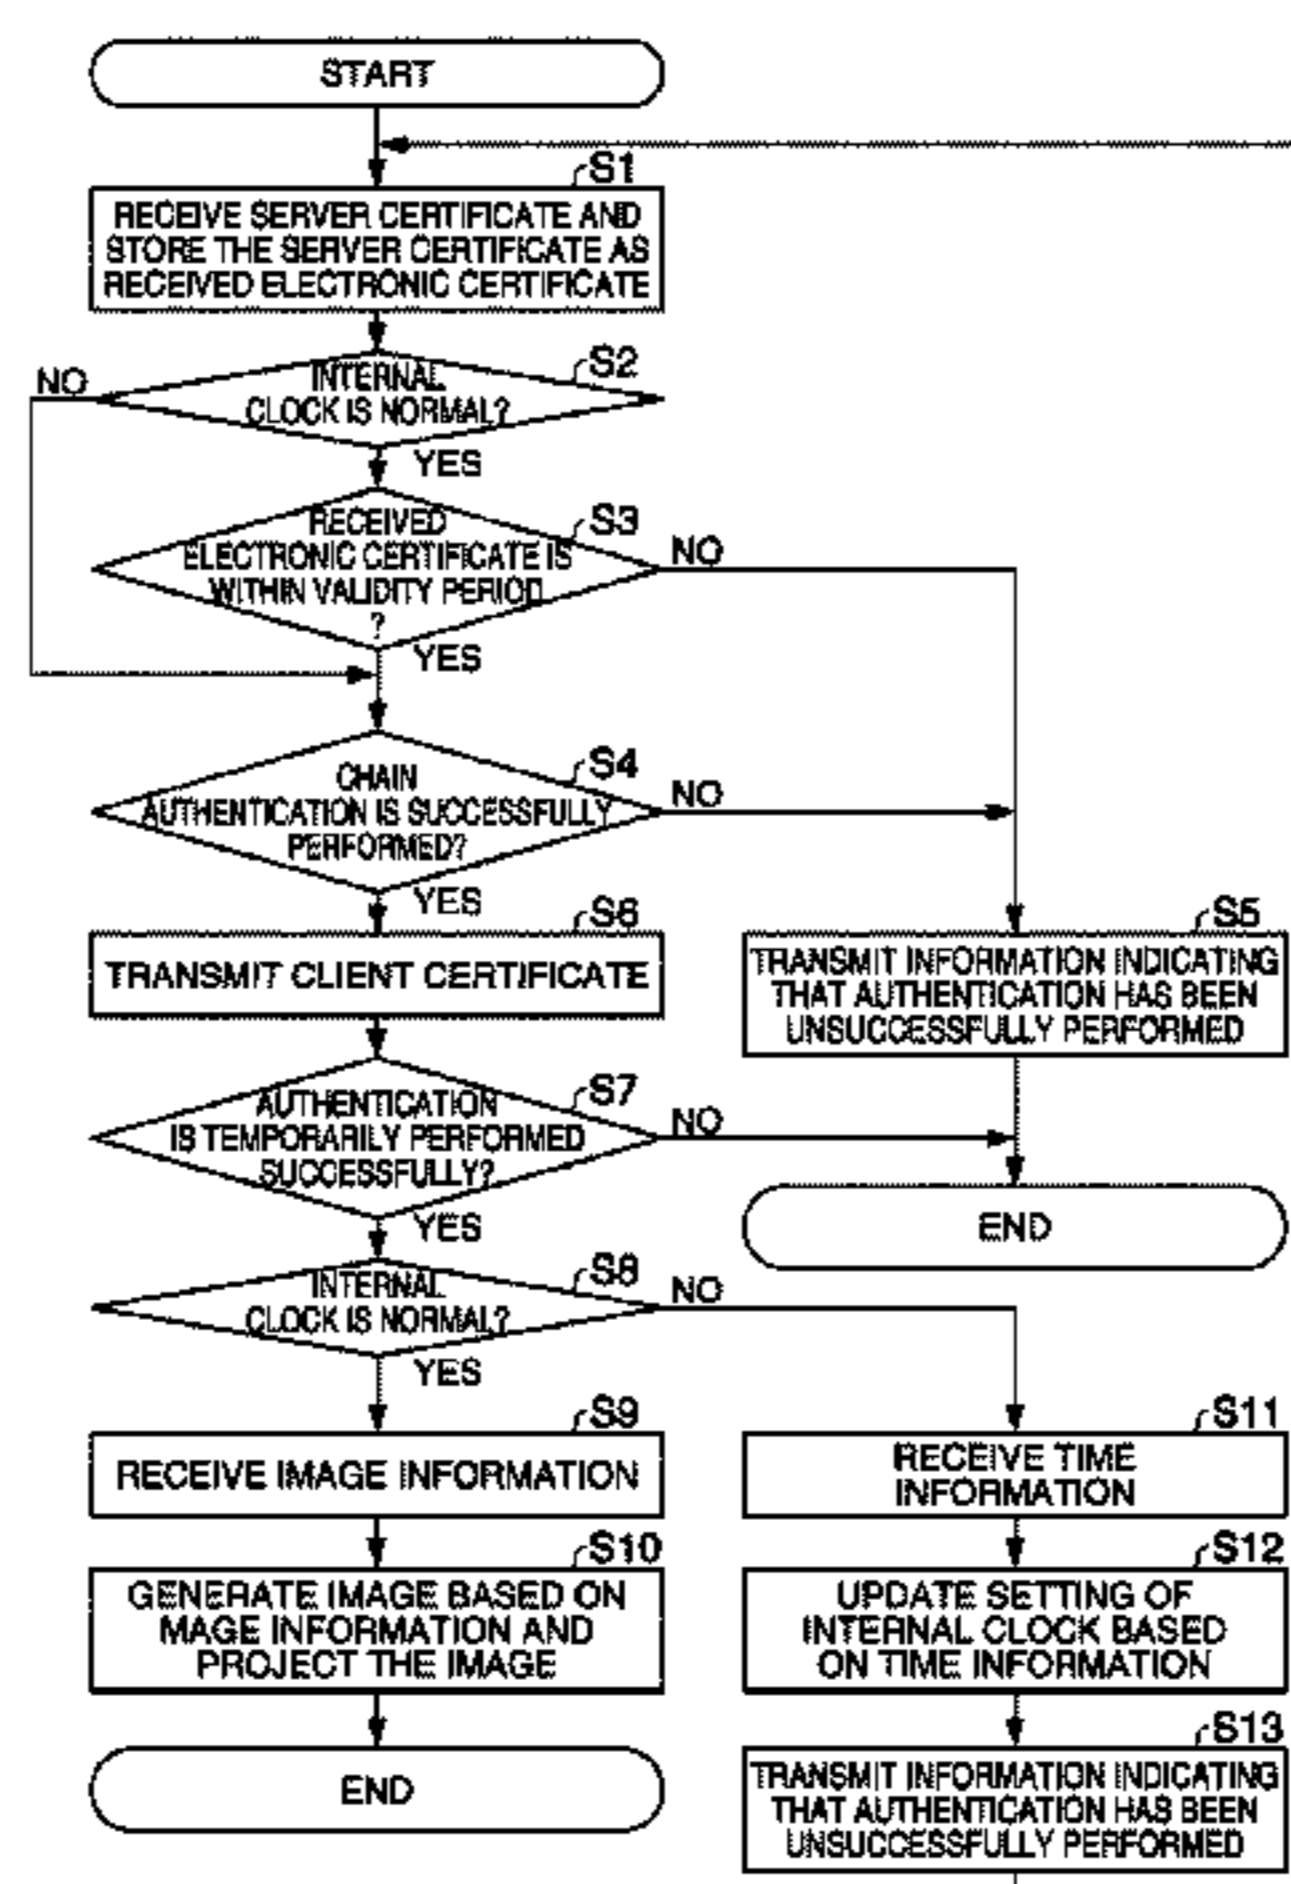 START
S1
RECEIVE SERVER CERTIFICATE AND
STORE THE SERVER CERTIFICATE AS
RECEIVED ELECTRONIC CERTIFICATE
S2
NO
INTERNAL
CLOCK IS NORMAL?
YES
S3
RECEIVED
ELECTRONIC CERTIFICATE IS
WITHIN VALIDITY PERIOD
?
NO
YES
S4
CHAIN
AUTHENTICATION IS SUCCESSFULLY
PERFORMED?
NO
YES
S6
TRANSMIT CLIENT CERTIFICATE
S5
TRANSMIT INFORMATION INDICATING
THAT AUTHENTICATION HAS BEEN
UNSUCCESSFULLY PERFORMED
S7
AUTHENTICATION
IS TEMPORARILY PERFORMED
SUCCESSFULLY?
NO
YES
END
S8
INTERNAL
CLOCK IS NORMAL?
NO
YES
S9
RECEIVE IMAGE INFORMATION
S11
RECEIVE TIME
INFORMATION
S10
GENERATE IMAGE BASED ON
MAGE INFORMATION AND
PROJECT THE IMAGE
S12
UPDATE SETTING OF
INTERNAL CLOCK BASED
ON TIME INFORMATION
END
S13
TRANSMIT INFORMATION INDICATING
THAT AUTHENTICATION HAS BEEN
UNSUCCESSFULLY PERFORMED